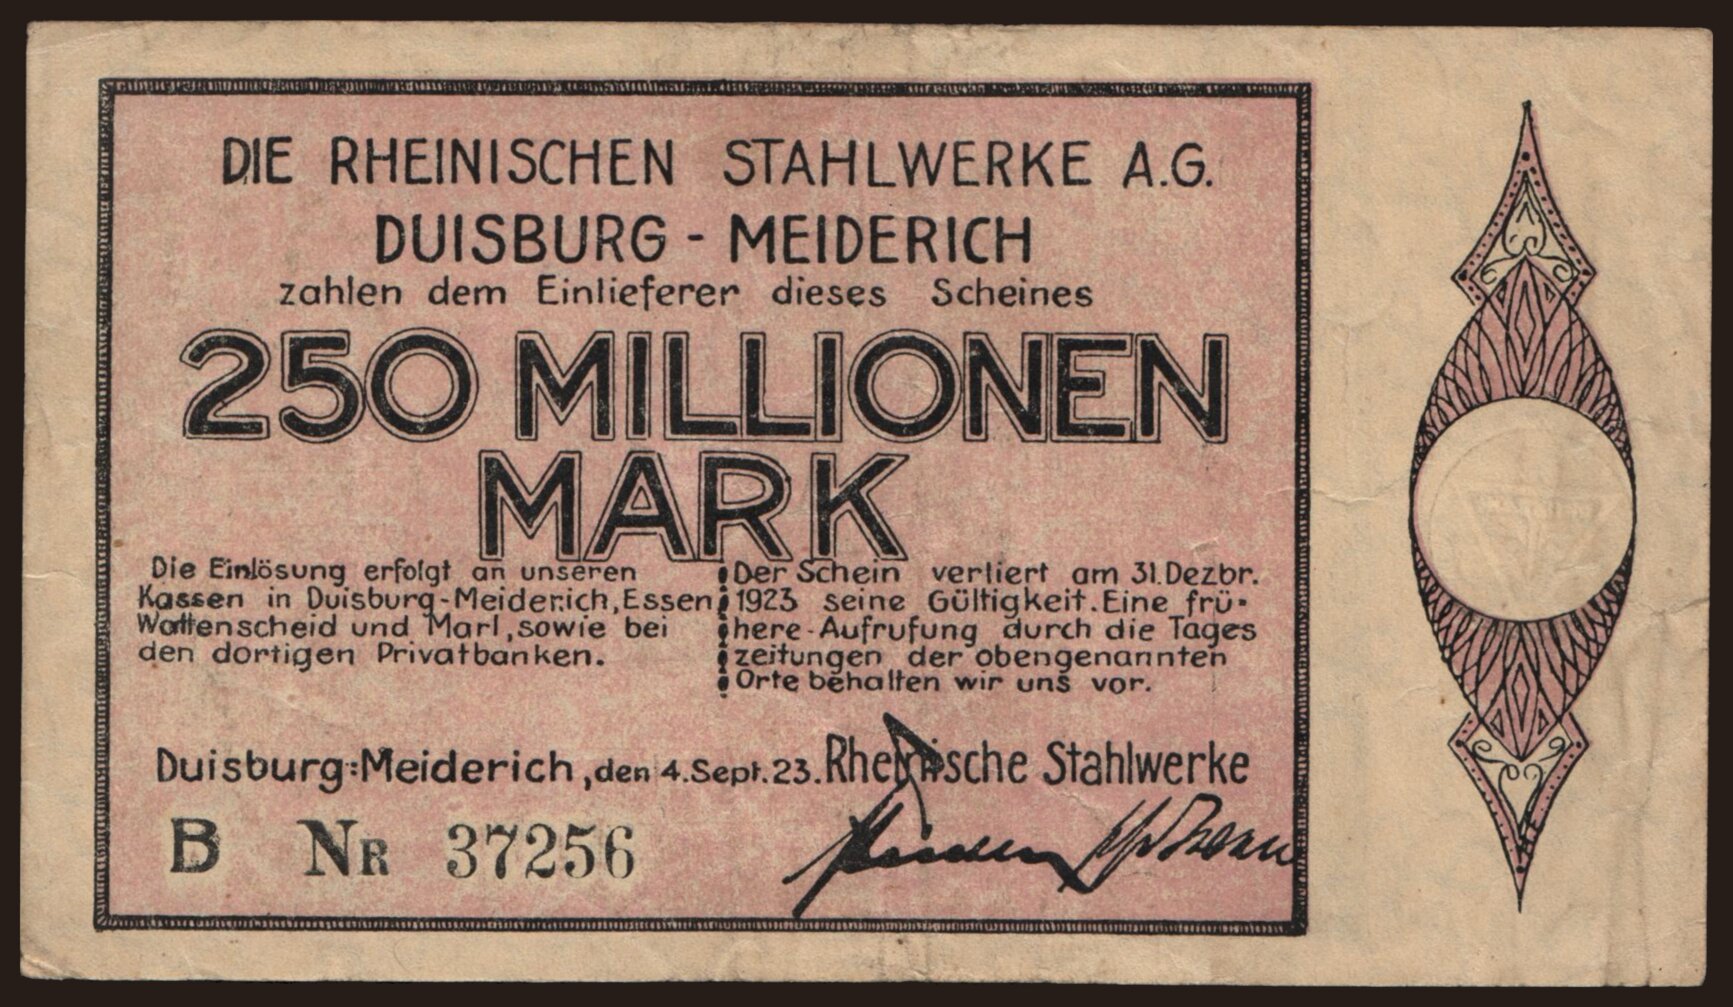 DIE RHEINISCHEN STAHLWERKE A.G.
DUISBURG - MEIDERICH
zahlen dem Einlieferer dieses Scheines
250 MILLIONEN
MARK
Die Einlösung erfolgt an unseren
Kassen in Duisburg-Meiderich, Essen
Wattenscheid und Marl, sowie bei
den dortigen Privatbanken.
Der Schein verliert am 31. Dezbr.
1923 seine Gültigkeit. Eine frü-
here Aufrufung durch die Tages
zeitungen der obengenannten
Orte behalten wir uns vor.
Duisburg-Meiderich, den 4. Sept. 23. Rheinische Stahlwerke
B NR 37256